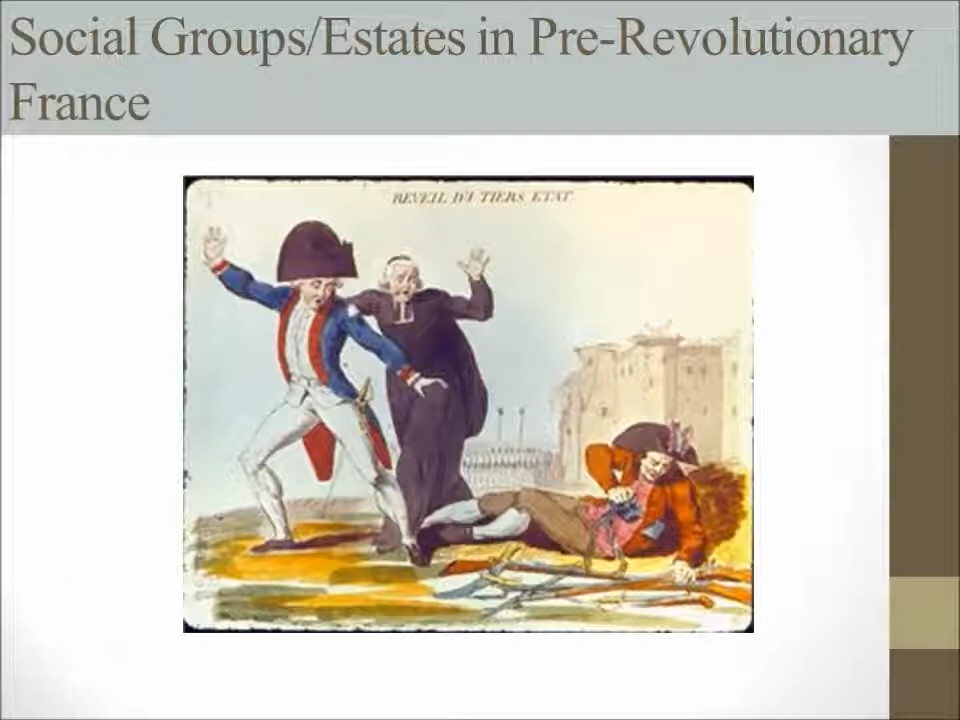 Social Groups/Estates in Pre-Revolutionary
France
REVEIL DU TIERS ETAT.